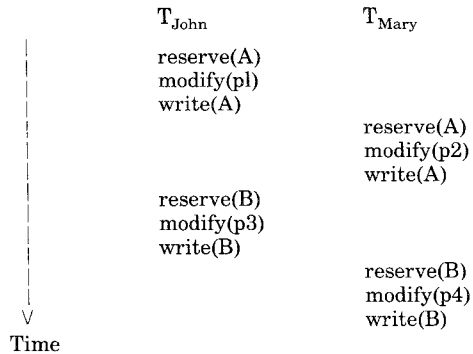 T_John T_Mary
reserve(A)
modify(pl)
write(A)
reserve(A)
modify(p2)
write(A)
reserve(B)
modify(p3)
write(B)
reserve(B)
modify(p4)
write(B)
Time